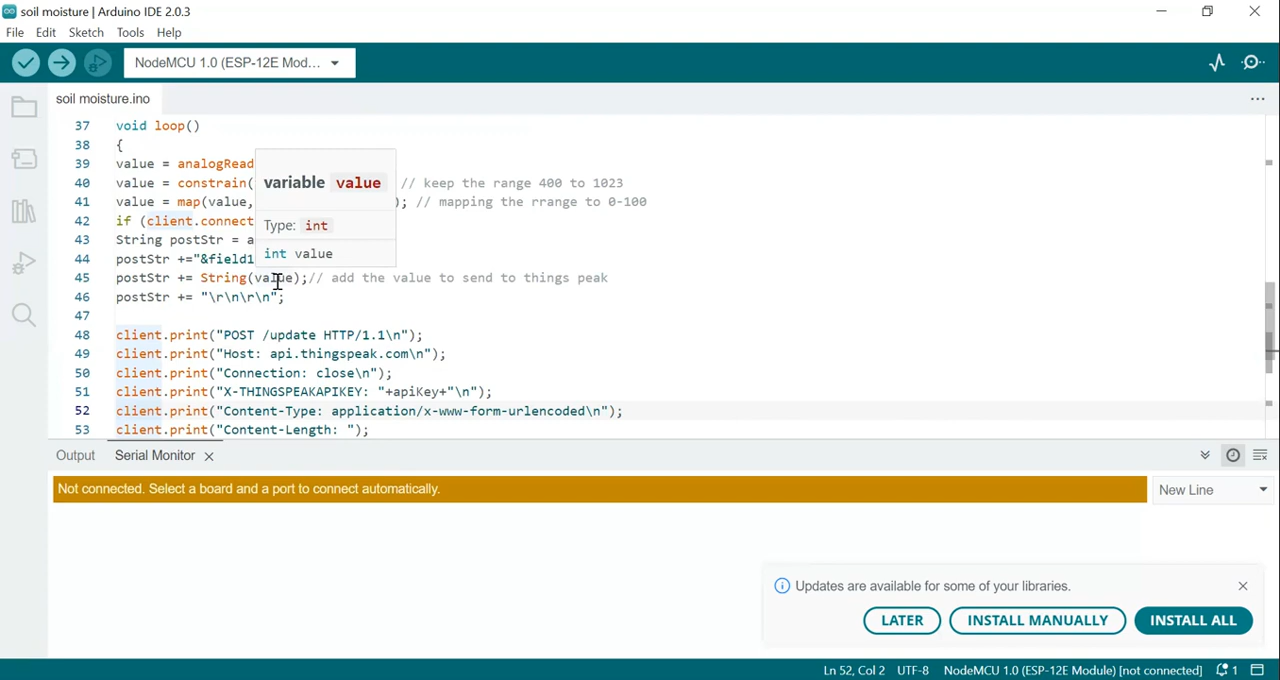 soil moisture | Arduino IDE 2.0.3
File Edit Sketch Tools Help
NodeMCU 1.0 (ESP-12E Mod...
soil moisture.ino
37 void loop()
38 {
39 value = analogRead
40 value = constrain( // keep the range 400 to 1023
41 value = map(value, ); // mapping the rrange to 0-100
42 if (client.connect
43 String postStr = a
44 postStr +="&field1
45 postStr += String(value);// add the value to send to things peak
46 postStr += "\r\n\r\n";
47
48 client.print("POST /update HTTP/1.1\n");
49 client.print("Host: api.thingspeak.com\n");
50 client.print("Connection: close\n");
51 client.print("X-THINGSPEAKAPIKEY: "+apiKey+"\n");
52 client.print("Content-Type: application/x-www-form-urlencoded\n");
53 client.print("Content-Length: ");
variable value
Type: int
int value
Output Serial Monitor
Not connected. Select a board and a port to connect automatically.
New Line
Updates are available for some of your libraries.
LATER INSTALL MANUALLY INSTALL ALL
Ln 52, Col 2 UTF-8 NodeMCU 1.0 (ESP-12E Module) [not connected] 1